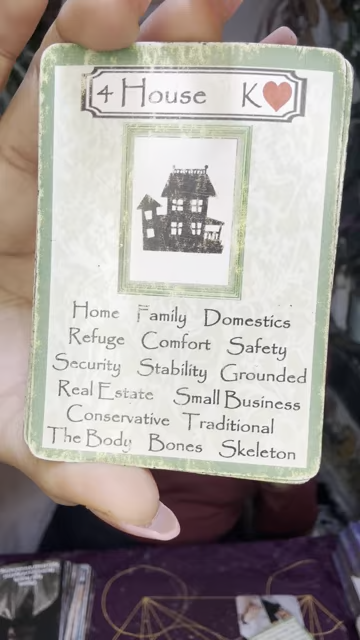 4 House K♥
Home Family Domestics
Refuge Comfort Safety
Security Stability Grounded
Real Estate Small Business
Conservative Traditional
The Body Bones Skeleton